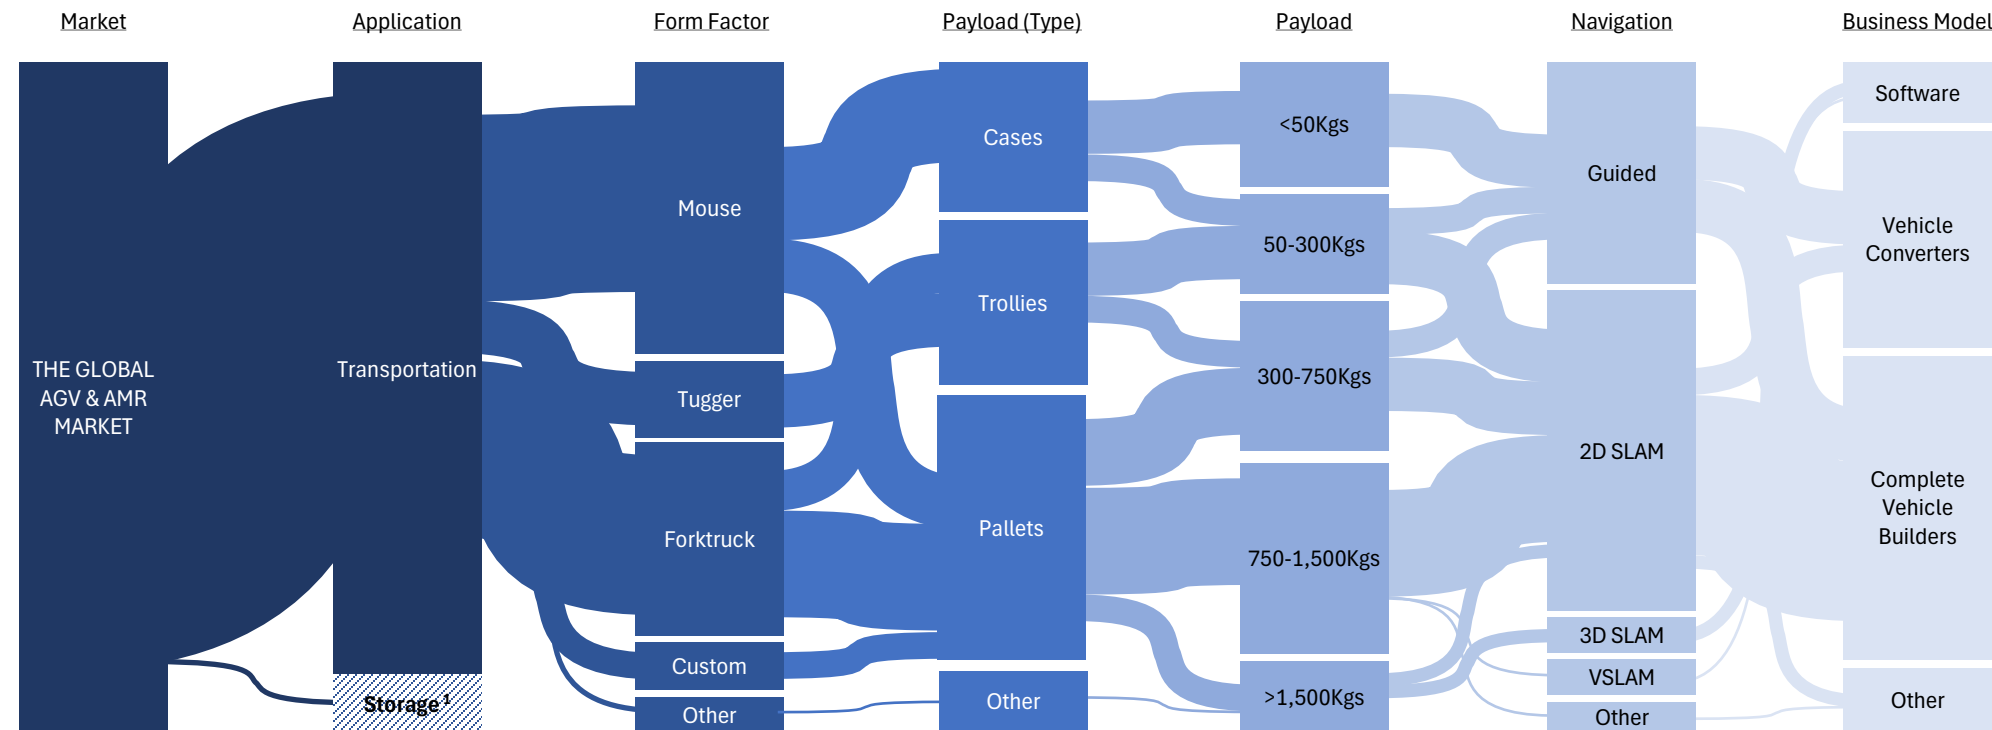 Market
Application
Form Factor
Payload (Type)
Payload
Navigation
Business Model
THE GLOBAL
AGV & AMR
MARKET
Transportation
Storage¹
Mouse
Tugger
Forktruck
Custom
Other
Cases
Trollies
Pallets
Other
<50Kgs
50-300Kgs
300-750Kgs
750-1,500Kgs
>1,500Kgs
Guided
2D SLAM
3D SLAM
VSLAM
Other
Software
Vehicle
Converters
Complete
Vehicle
Builders
Other